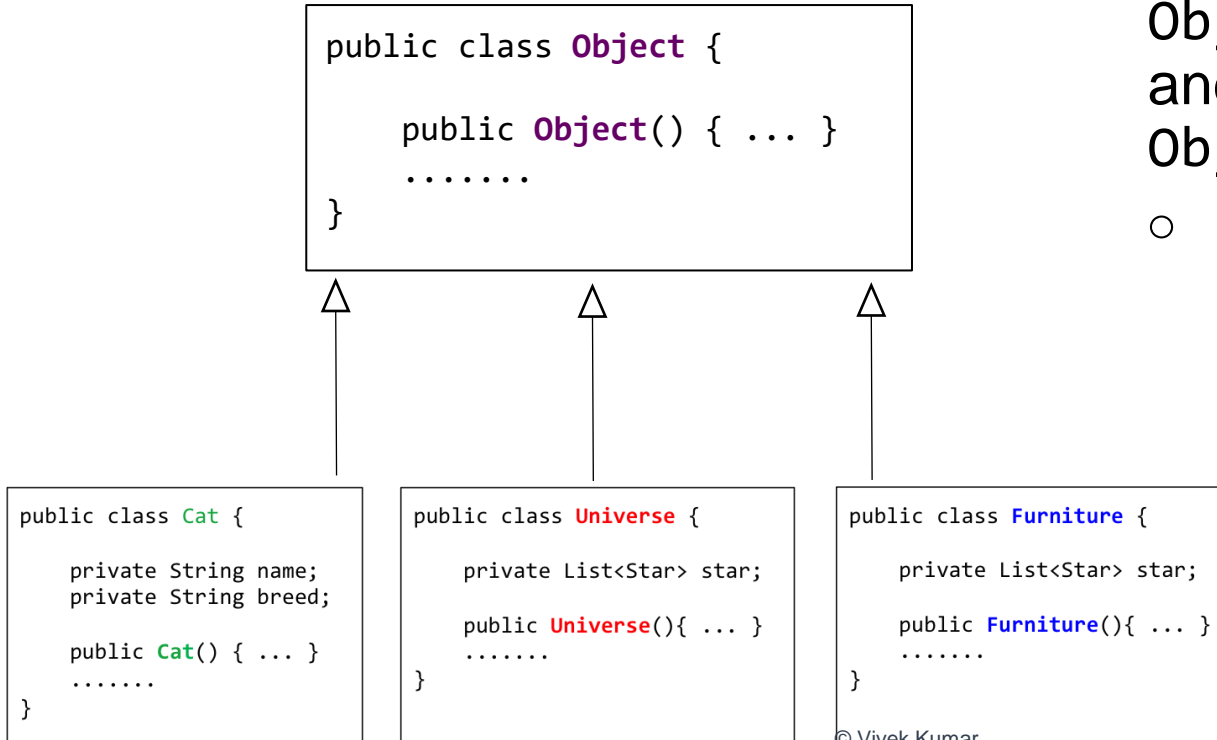 public class Object {
public Object() { ... }
.......
}
public class Cat {
private String name;
private String breed;
public Cat() { ... }
.......
}
public class Universe {
private List<Star> star;
public Universe(){ ... }
.......
}
public class Furniture {
private List<Star> star;
public Furniture(){ ... }
.......
}
© Vivek Kumar